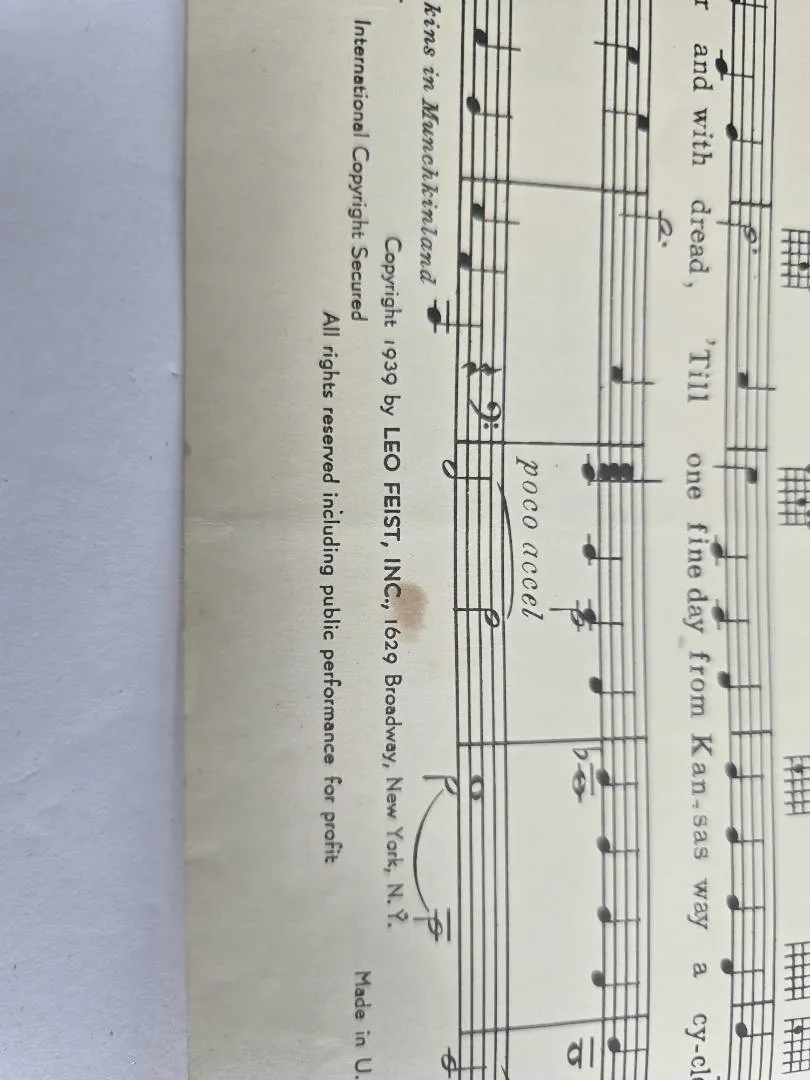 and with dread, 'Till one fine day from Kan-sas way a cy-clo
poco accel
kins in Munchkinland
Copyright 1939 by LEO FEIST, INC., 1629 Broadway, New York, N. Y.
International Copyright Secured Made in U.
All rights reserved including public performance for profit